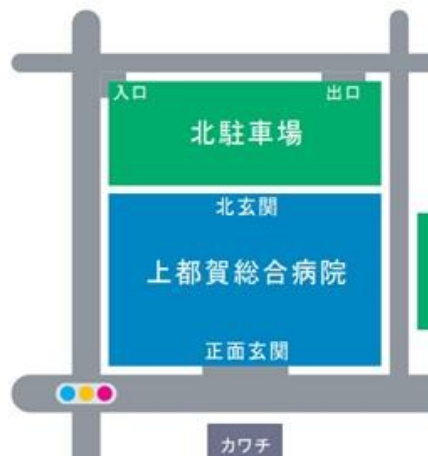 入口 出口
北駐車場
北玄関
上都賀総合病院
正面玄関
カワチ